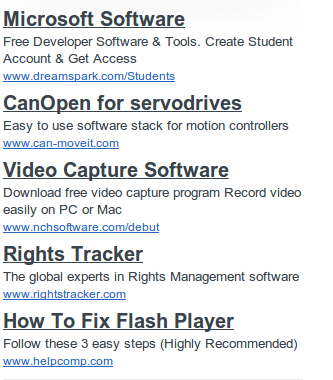 Microsoft Software
Free Developer Software & Tools. Create Student
Account & Get Access
www.dreamspark.com/Students
CanOpen for servodrives
Easy to use software stack for motion controllers
www.can-moveit.com
Video Capture Software
Download free video capture program Record video
easily on PC or Mac
www.nchsoftware.com/debut
Rights Tracker
The global experts in Rights Management software
www.rightstracker.com
How To Fix Flash Player
Follow these 3 easy steps (Highly Recommended)
www.helpcomp.com